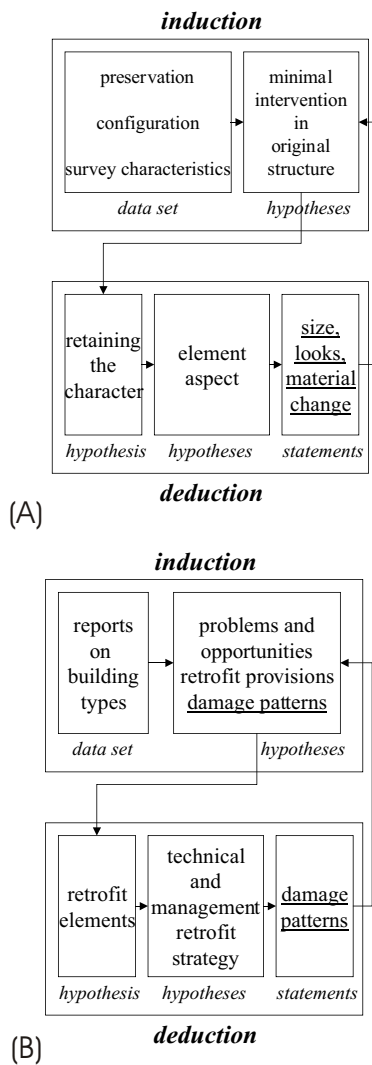 induction
preservation
configuration
survey characteristics
data set
minimal
intervention
in
original
structure
hypotheses
retaining
the
character
hypothesis
element
aspect
hypotheses
size,
looks,
material
change
statements
deduction
(A)
induction
reports
on
building
types
data set
problems and
opportunities
retrofit provisions
damage patterns
hypotheses
retrofit
elements
hypothesis
technical
and
management
retrofit
strategy
hypotheses
damage
patterns
statements
deduction
(B)